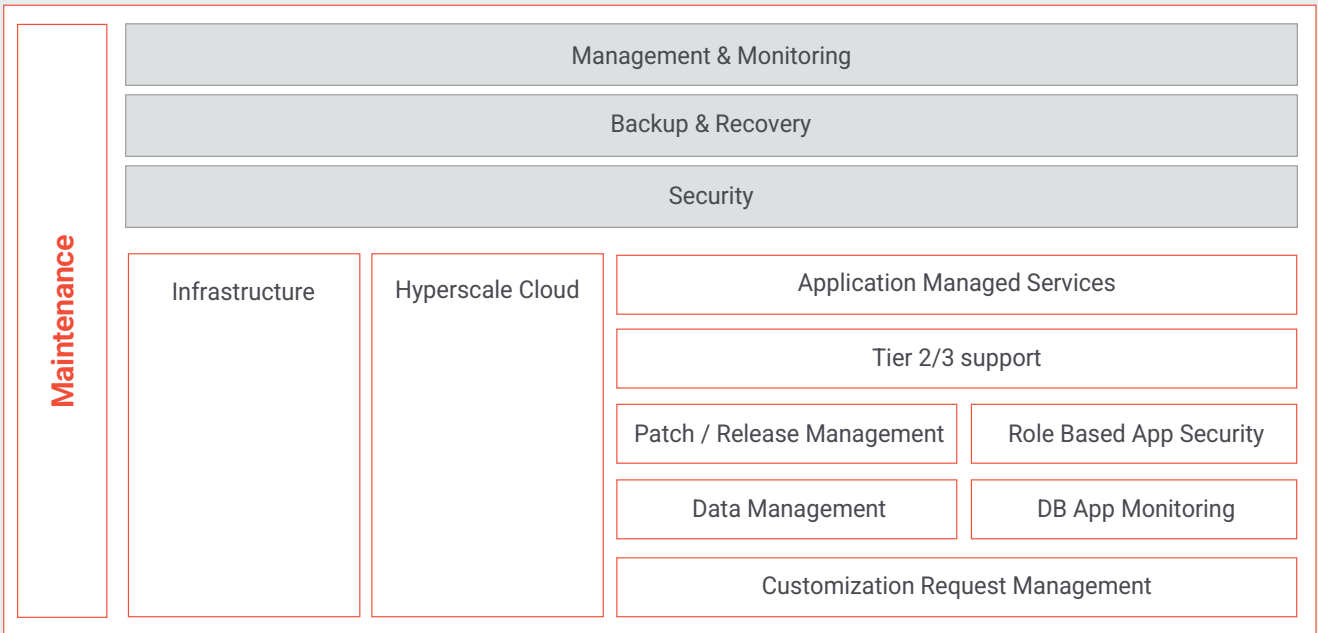 Maintenance
Management & Monitoring
Backup & Recovery
Security
Infrastructure
Hyperscale Cloud
Application Managed Services
Tier 2/3 support
Patch / Release Management
Role Based App Security
Data Management
DB App Monitoring
Customization Request Management